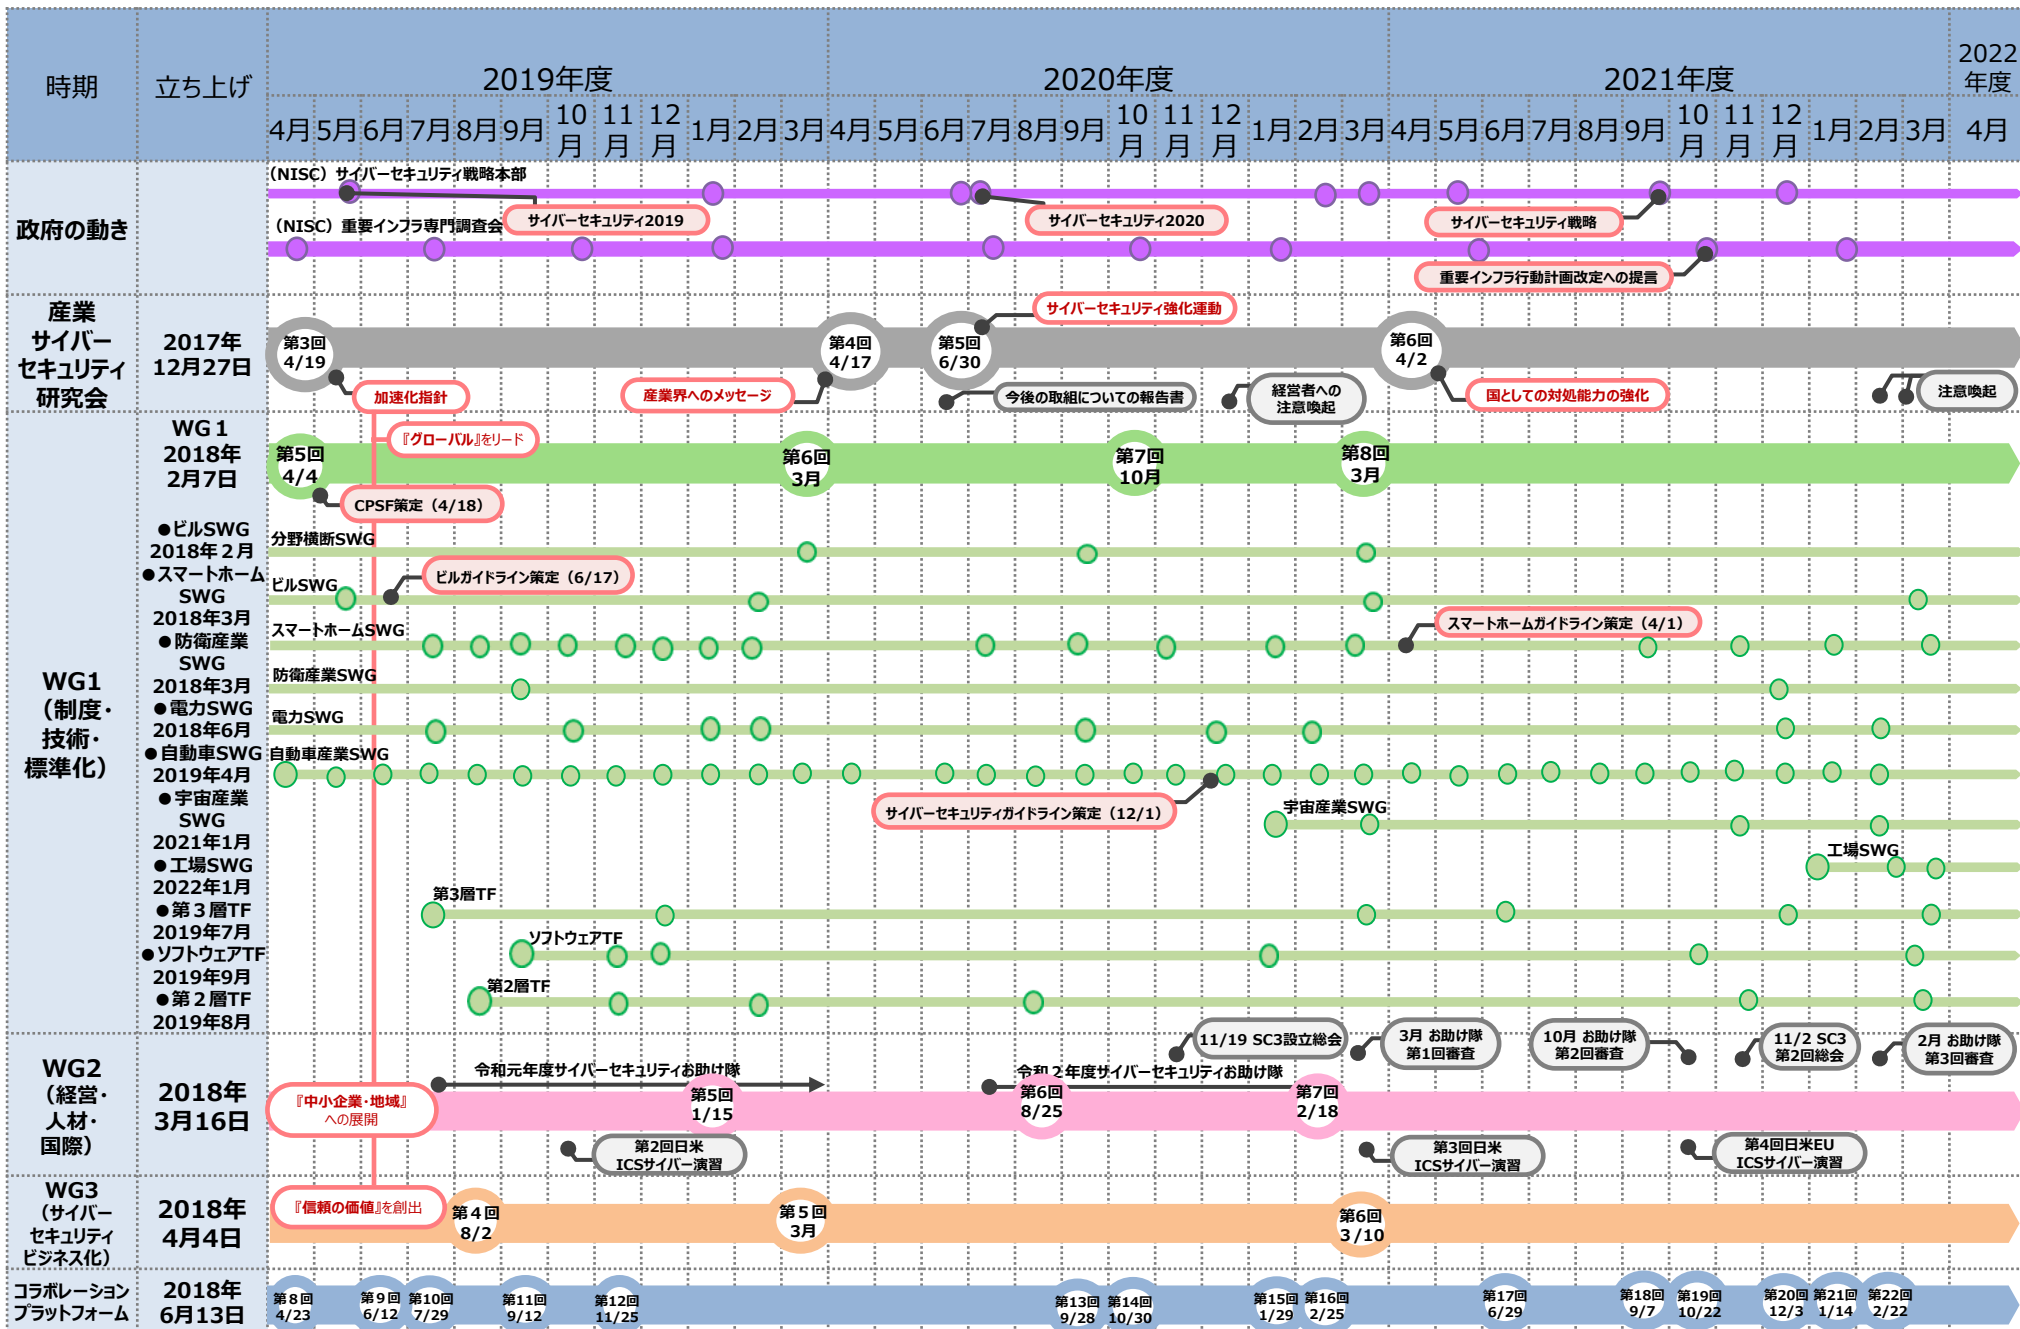 時期
立ち上げ
2019年度
2020年度
2021年度
2022
年度
4月 5月 6月 7月 8月 9月 10月 11月 12月 1月 2月 3月 4月 5月 6月 7月 8月 9月 10月 11月 12月 1月 2月 3月 4月 5月 6月 7月 8月 9月 10月 11月 12月 1月 2月 3月 4月
政府の動き
(NISC) サイバーセキュリティ戦略本部
サイバーセキュリティ2019
サイバーセキュリティ2020
サイバーセキュリティ戦略
(NISC) 重要インフラ専門調査会
重要インフラ行動計画改定への提言
産業
サイバー
セキュリティ
研究会
2017年
12月27日
サイバーセキュリティ強化運動
第3回
4/19
第4回
4/17
第5回
6/30
第6回
4/2
加速化指針
産業界へのメッセージ
今後の取組についての報告書
経営者への
注意喚起
国としての対処能力の強化
注意喚起
WG1
(制度・
技術・
標準化)
WG1
2018年
2月7日
『グローバル』をリード
第5回
4/4
第6回
3月
第7回
10月
第8回
3月
CPSF策定(4/18)
●ビルSWG
2018年2月
●スマートホーム
SWG
2018年3月
●防衛産業
SWG
2018年3月
●電力SWG
2018年6月
●自動車SWG
2019年4月
●宇宙産業
SWG
2021年1月
●工場SWG
2022年1月
●第3層TF
2019年7月
●ソフトウェアTF
2019年9月
●第2層TF
2019年8月
分野横断SWG
ビルSWG
ビルガイドライン策定(6/17)
スマートホームSWG
スマートホームガイドライン策定(4/1)
防衛産業SWG
電力SWG
自動車産業SWG
サイバーセキュリティガイドライン策定(12/1)
宇宙産業SWG
工場SWG
第3層TF
ソフトウェアTF
第2層TF
WG2
(経営・
人材・
国際)
2018年
3月16日
11/19 SC3設立総会
3月 お助け隊
第1回審査
10月 お助け隊
第2回審査
11/2 SC3
第2回総会
2月 お助け隊
第3回審査
令和元年度サイバーセキュリティお助け隊
令和2年度サイバーセキュリティお助け隊
『中小企業・地域』
への展開
第5回
1/15
第6回
8/25
第7回
2/18
第2回日米
ICSサイバー演習
第3回日米
ICSサイバー演習
第4回日米EU
ICSサイバー演習
WG3
(サイバー
セキュリティ
ビジネス化)
2018年
4月4日
『信頼の価値』を創出
第4回
8/2
第5回
3月
第6回
3/10
コラボレーション
プラットフォーム
2018年
6月13日
第8回
4/23
第9回
6/12
第10回
7/29
第11回
9/12
第12回
11/25
第13回
9/28
第14回
10/30
第15回
1/29
第16回
2/25
第17回
6/29
第18回
9/7
第19回
10/22
第20回
12/3
第21回
1/14
第22回
2/22